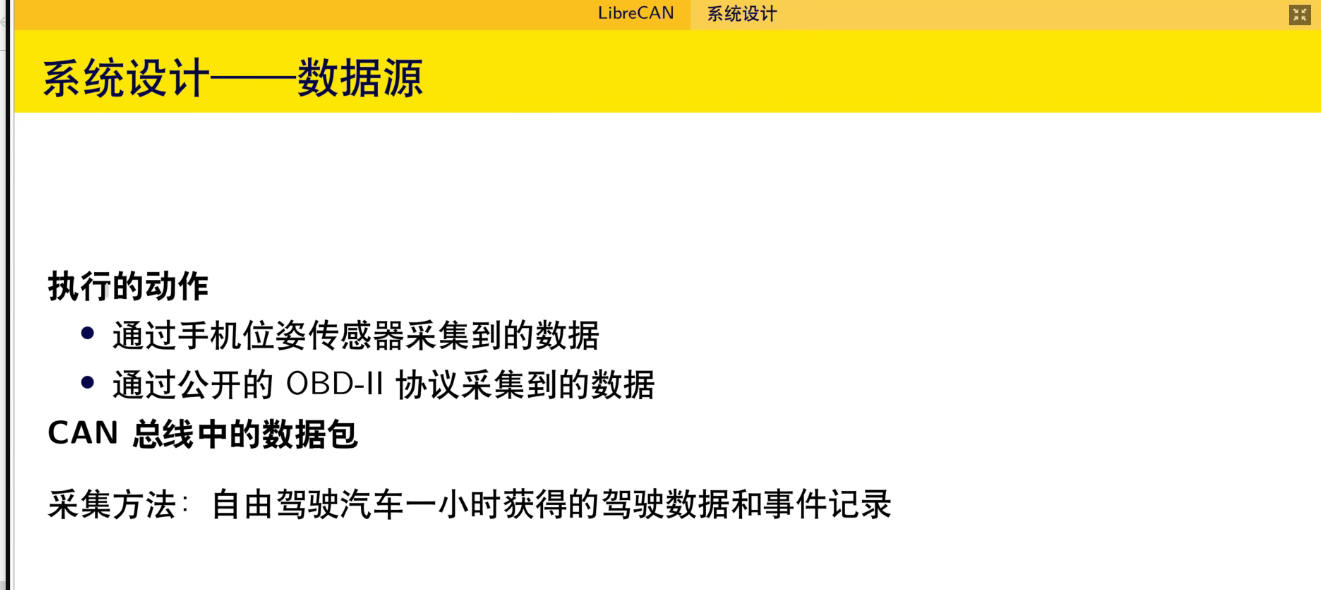 LibreCAN 系统设计
系统设计——数据源
执行的动作
通过手机位姿传感器采集到的数据
通过公开的 OBD-II 协议采集到的数据
CAN 总线中的数据包
采集方法：自由驾驶汽车一小时获得的驾驶数据和事件记录